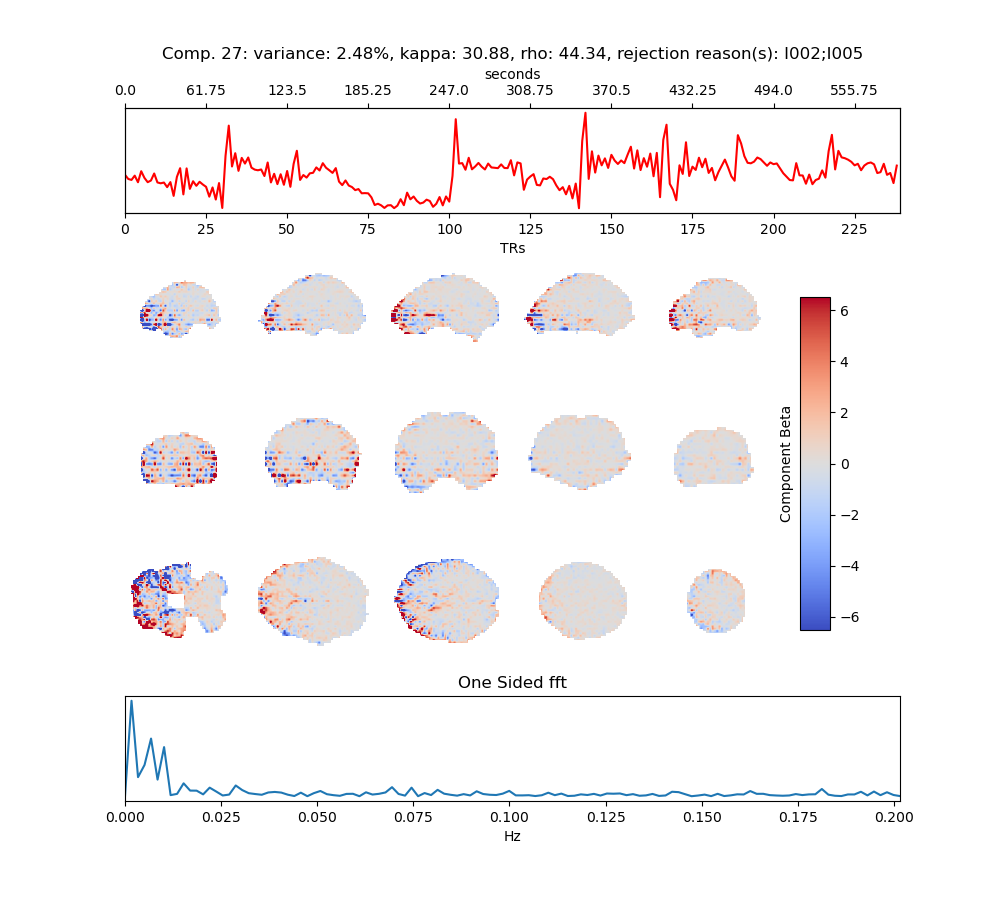 Comp. 27: variance: 2.48%, kappa: 30.88, rho: 44.34, rejection reason(s): I002;I005
seconds
0.0 61.75 123.5 185.25 247.0 308.75 370.5 432.25 494.0 555.75
0 25 50 75 100 125 150 175 200 225
TRs
6
4
2
0
−2
−4
−6
Component Beta
One Sided fft
0.000 0.025 0.050 0.075 0.100 0.125 0.150 0.175 0.200
Hz